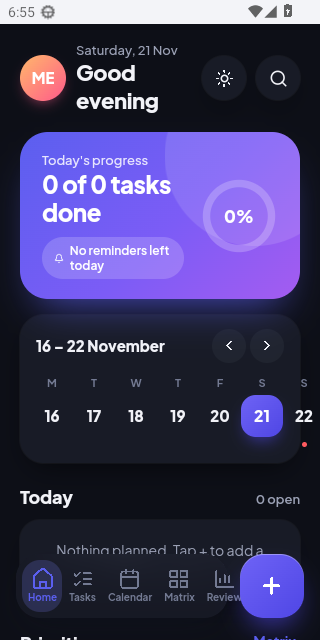 6:55
Saturday, 21 Nov
ME
Good
evening
Today's progress
0 of 0 tasks
done
0%
No reminders left
today
16 – 22 November
M T W T F S S
16 17 18 19 20 21 22
Today
0 open
Nothing planned. Tap + to add a
Home Tasks Calendar Matrix Review
+